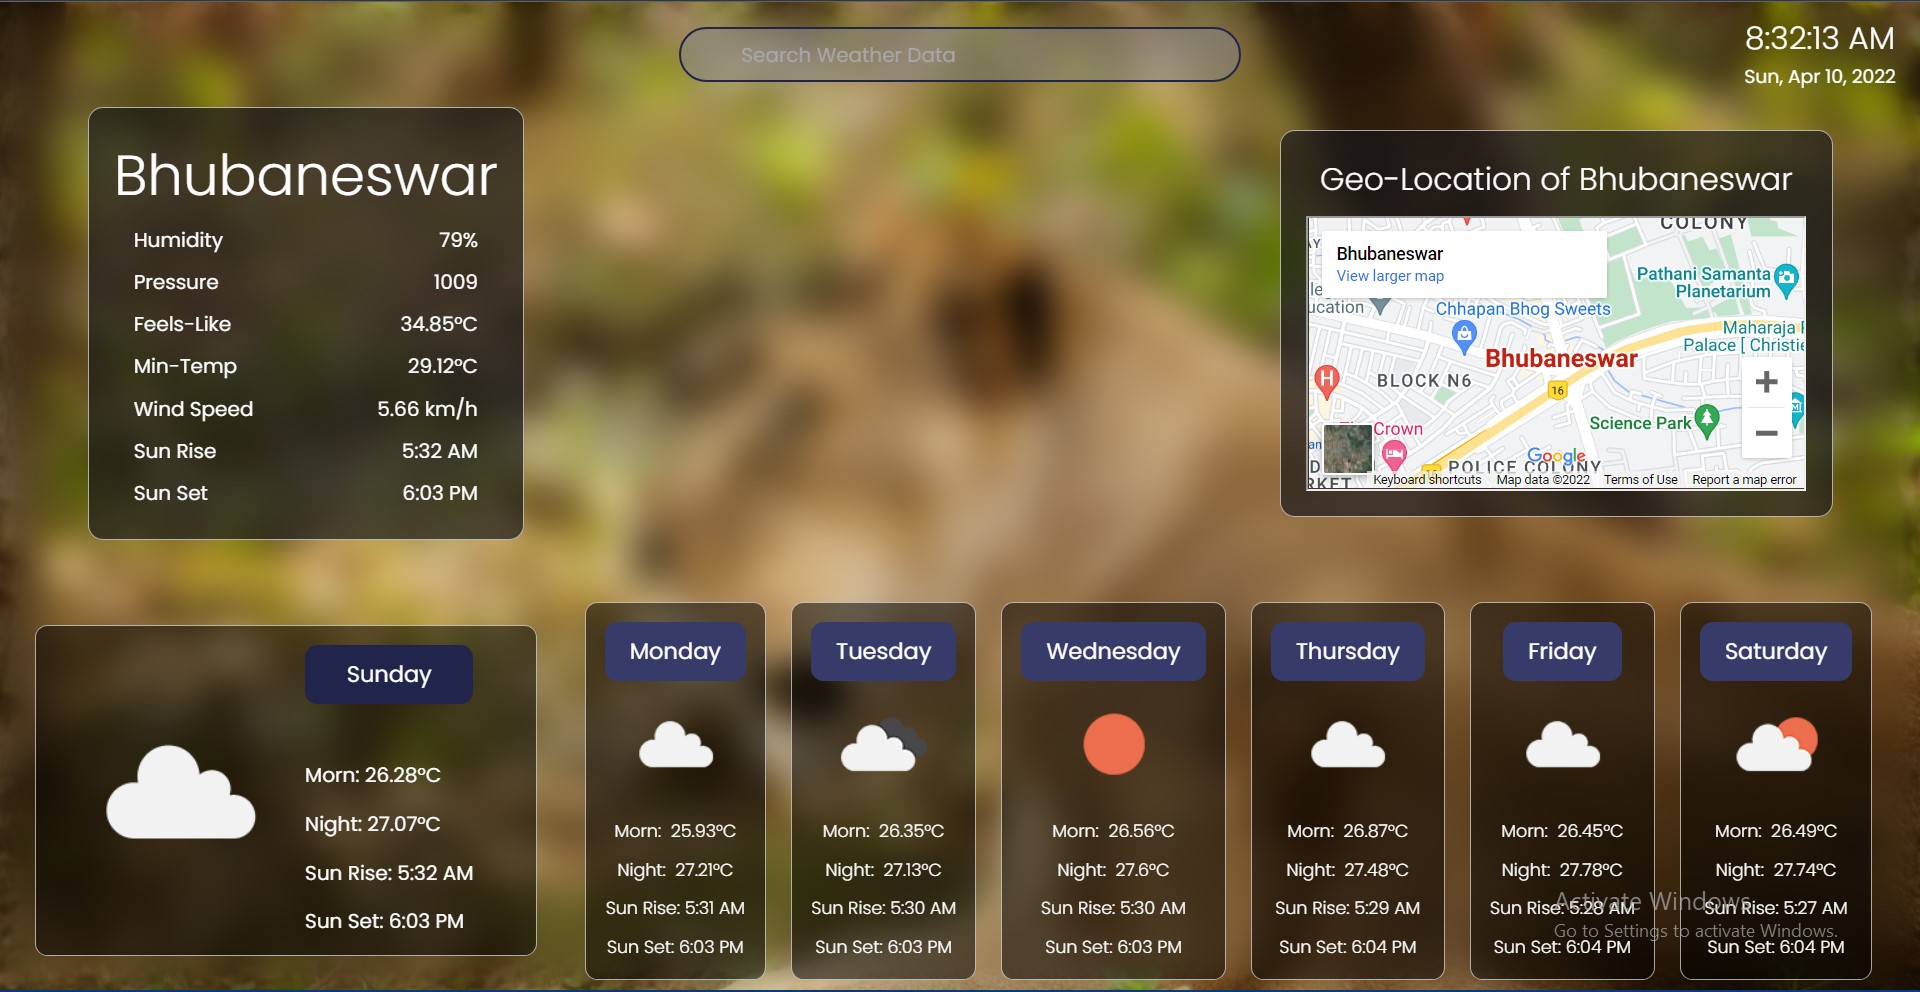 Search Weather Data
8:32:13 AM
Sun, Apr 10, 2022
Bhubaneswar
Humidity 79%
Pressure 1009
Feels-Like 34.85°C
Min-Temp 29.12°C
Wind Speed 5.66 km/h
Sun Rise 5:32 AM
Sun Set 6:03 PM
Geo-Location of Bhubaneswar
COLONY
Bhubaneswar
View larger map
Pathani Samanta
Planetarium
ucation
Chhapan Bhog Sweets
Maharaja
Palace [ Christie
Bhubaneswar
H
BLOCK N6
16
Science Park
Crown
Google
POLICE COLONY
RKET
Keyboard shortcuts Map data ©2022 Terms of Use Report a map error
Sunday
Morn: 26.28°C
Night: 27.07°C
Sun Rise: 5:32 AM
Sun Set: 6:03 PM
Monday
Morn: 25.93°C
Night: 27.21°C
Sun Rise: 5:31 AM
Sun Set: 6:03 PM
Tuesday
Morn: 26.35°C
Night: 27.13°C
Sun Rise: 5:30 AM
Sun Set: 6:03 PM
Wednesday
Morn: 26.56°C
Night: 27.6°C
Sun Rise: 5:30 AM
Sun Set: 6:03 PM
Thursday
Morn: 26.87°C
Night: 27.48°C
Sun Rise: 5:29 AM
Sun Set: 6:04 PM
Friday
Morn: 26.45°C
Night: 27.78°C
Sun Rise: 5:28 AM
Sun Set: 6:04 PM
Saturday
Morn: 26.49°C
Night: 27.74°C
Sun Rise: 5:27 AM
Sun Set: 6:04 PM
Activate Windows
Go to Settings to activate Windows.